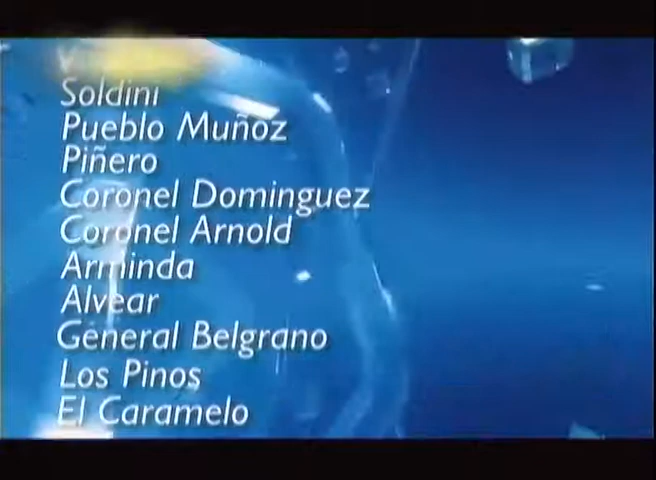 Soldini
Pueblo Muñoz
Piñero
Coronel Dominguez
Coronel Arnold
Arminda
Alvear
General Belgrano
Los Pinos
El Caramelo